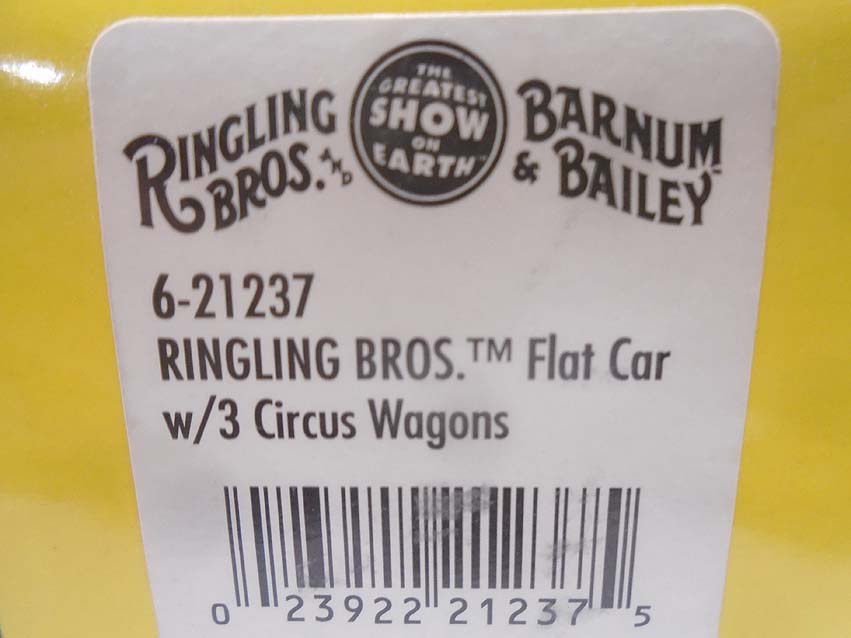 RINGLING BROS. AND
THE GREATEST SHOW ON EARTH™
BARNUM & BAILEY
6-21237
RINGLING BROS.™ Flat Car
w/3 Circus Wagons
0 23922 21237 5